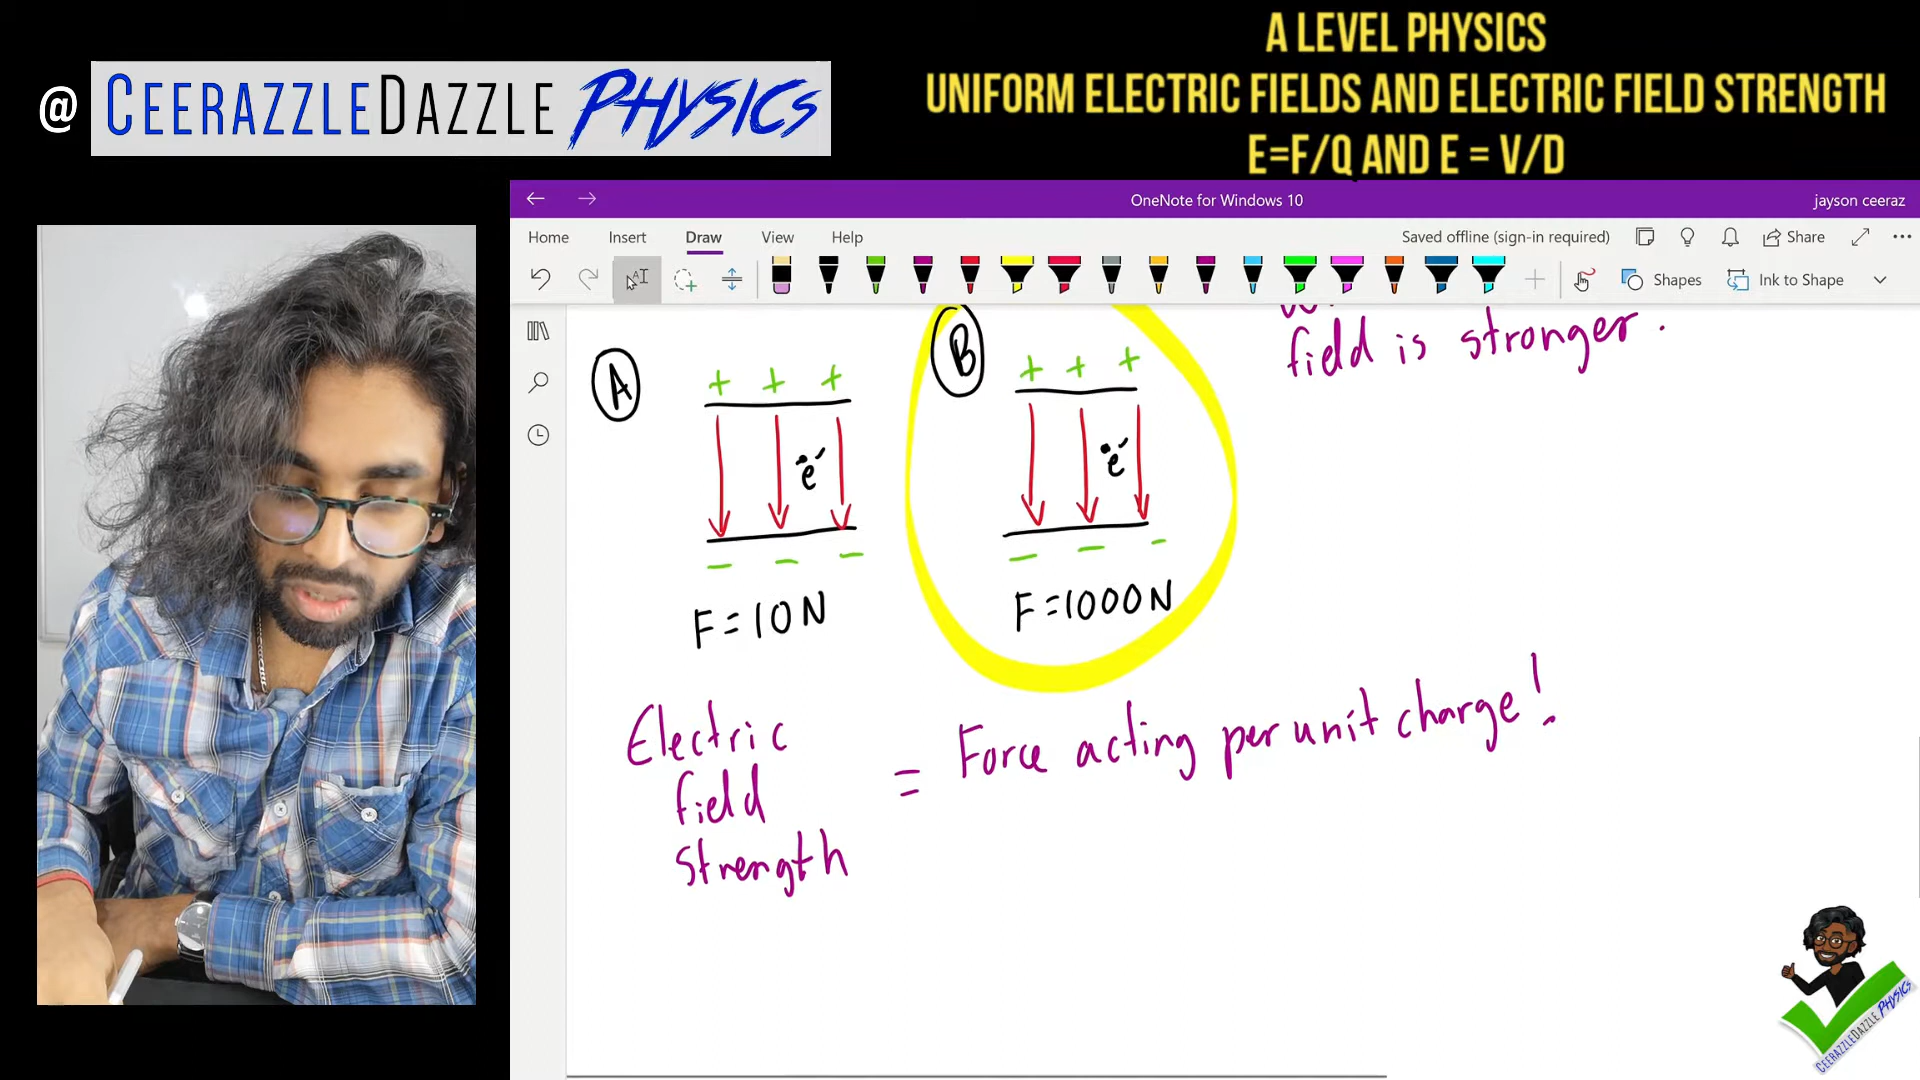 A LEVEL PHYSICS
UNIFORM ELECTRIC FIELDS AND ELECTRIC FIELD STRENGTH
E=F/Q AND E = V/D
@ CEERAZZLEDAZZLE PHYSICS
OneNote for Windows 10
jayson ceeraz
Home Insert Draw View Help
Saved offline (sign-in required)
Share
Shapes
Ink to Shape
field is stronger.
A
+ + +
e-
- - -
F = 10N
B
+ + +
e-
- - -
F = 1000N
Electric
field
strength
= Force acting per unit charge!
CEERAZZLEDAZZLE PHYSICS